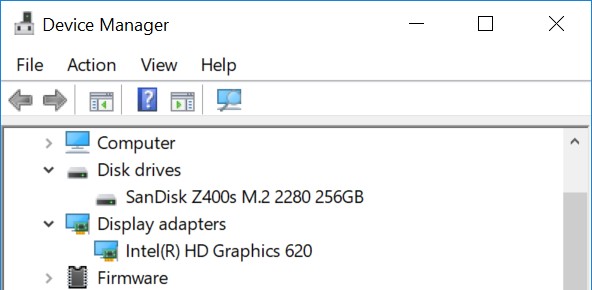 Device Manager
File Action View Help
Computer
Disk drives
SanDisk Z400s M.2 2280 256GB
Display adapters
Intel(R) HD Graphics 620
Firmware